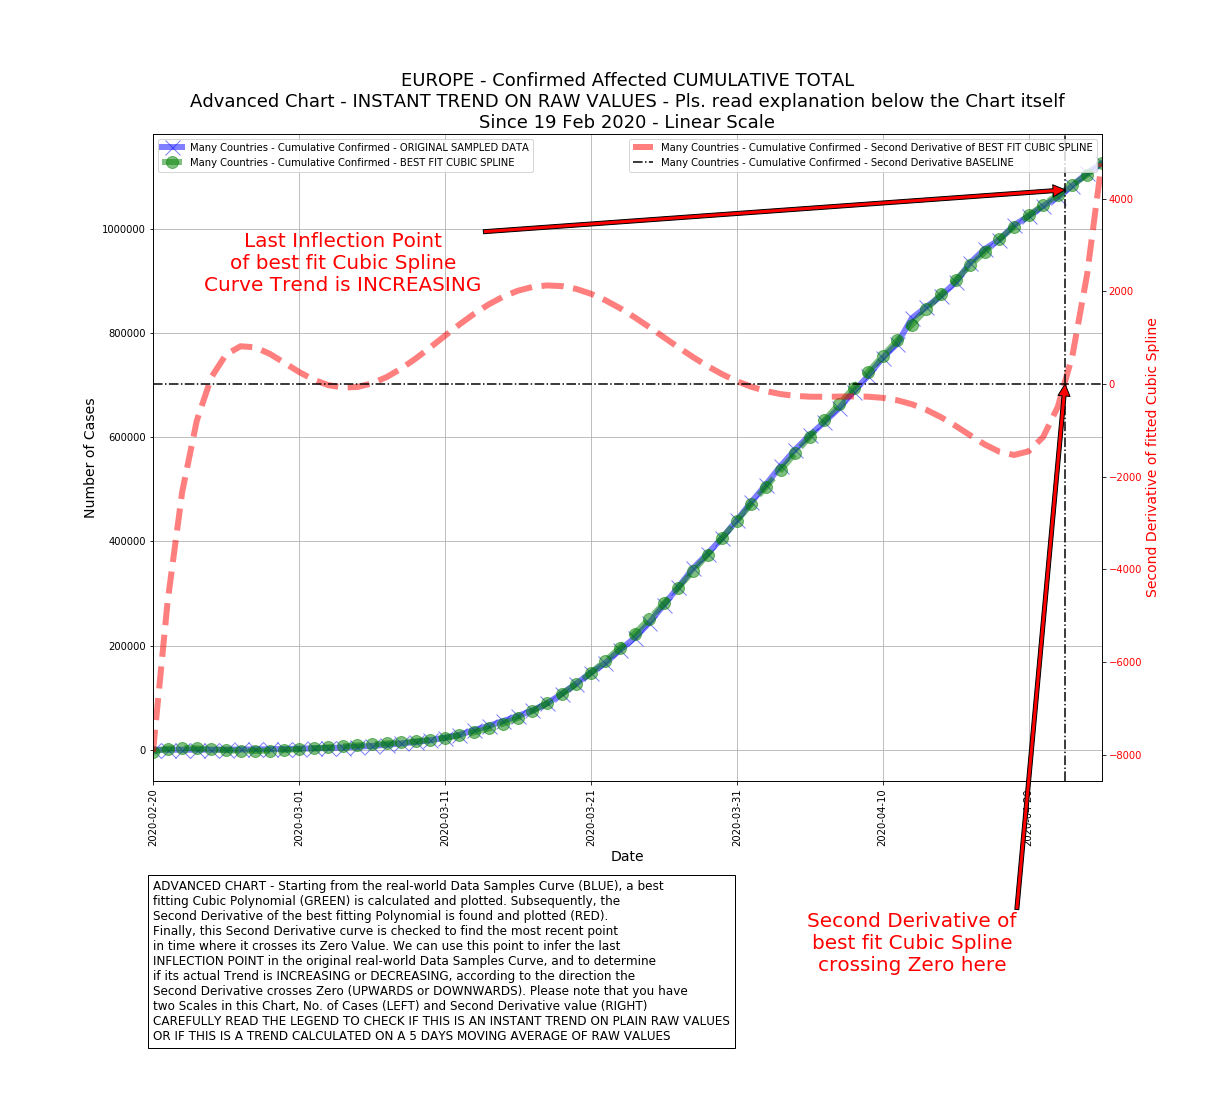 EUROPE - Confirmed Affected CUMULATIVE TOTAL
Advanced Chart - INSTANT TREND ON RAW VALUES - Pls. read explanation below the Chart itself
Since 19 Feb 2020 - Linear Scale
Many Countries - Cumulative Confirmed - ORIGINAL SAMPLED DATA
Many Countries - Cumulative Confirmed - BEST FIT CUBIC SPLINE
Many Countries - Cumulative Confirmed - Second Derivative of BEST FIT CUBIC SPLINE
Many Countries - Cumulative Confirmed - Second Derivative BASELINE
Last Inflection Point
of best fit Cubic Spline
Curve Trend is INCREASING
Number of Cases
1000000
800000
600000
400000
200000
0
4000
2000
0
−2000
−4000
−6000
−8000
Second Derivative of fitted Cubic Spline
2020-02-20
2020-03-01
2020-03-11
2020-03-21
2020-03-31
2020-04-10
2020-04-20
Date
Second Derivative of
best fit Cubic Spline
crossing Zero here
ADVANCED CHART - Starting from the real-world Data Samples Curve (BLUE), a best
fitting Cubic Polynomial (GREEN) is calculated and plotted. Subsequently, the
Second Derivative of the best fitting Polynomial is found and plotted (RED).
Finally, this Second Derivative curve is checked to find the most recent point
in time where it crosses its Zero Value. We can use this point to infer the last
INFLECTION POINT in the original real-world Data Samples Curve, and to determine
if its actual Trend is INCREASING or DECREASING, according to the direction the
Second Derivative crosses Zero (UPWARDS or DOWNWARDS). Please note that you have
two Scales in this Chart, No. of Cases (LEFT) and Second Derivative value (RIGHT)
CAREFULLY READ THE LEGEND TO CHECK IF THIS IS AN INSTANT TREND ON PLAIN RAW VALUES
OR IF THIS IS A TREND CALCULATED ON A 5 DAYS MOVING AVERAGE OF RAW VALUES